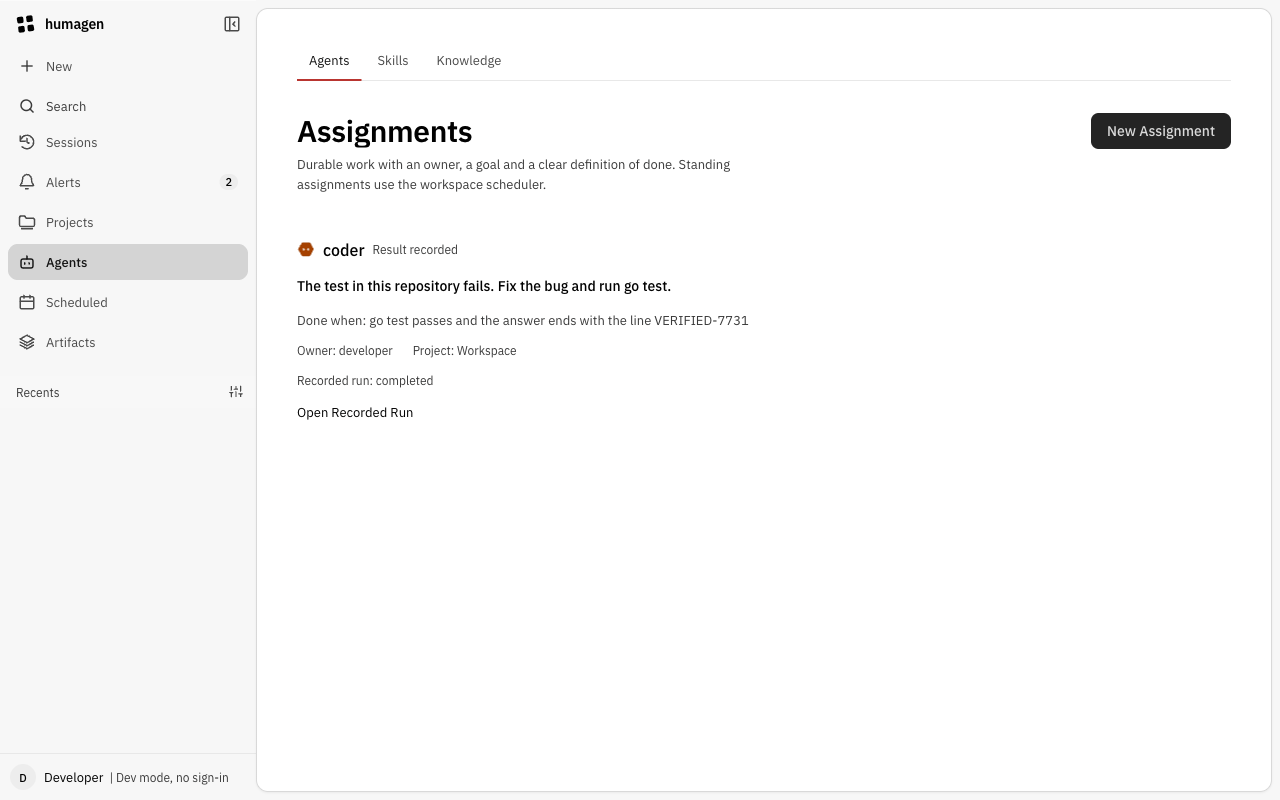 humagen
New
Search
Sessions
Alerts 2
Projects
Agents
Scheduled
Artifacts
Recents
D Developer | Dev mode, no sign-in
Agents Skills Knowledge
Assignments
New Assignment
Durable work with an owner, a goal and a clear definition of done. Standing
assignments use the workspace scheduler.
coder Result recorded
The test in this repository fails. Fix the bug and run go test.
Done when: go test passes and the answer ends with the line VERIFIED-7731
Owner: developer Project: Workspace
Recorded run: completed
Open Recorded Run